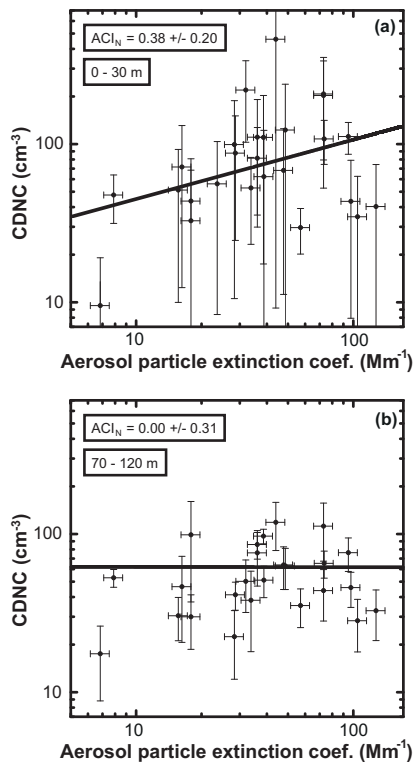 (a)
ACI_N = 0.38 +/- 0.20
0 - 30 m
100
10
CDNC (cm⁻³)
10
100
Aerosol particle extinction coef. (Mm⁻¹)
(b)
ACI_N = 0.00 +/- 0.31
70 - 120 m
100
10
CDNC (cm⁻³)
10
100
Aerosol particle extinction coef. (Mm⁻¹)